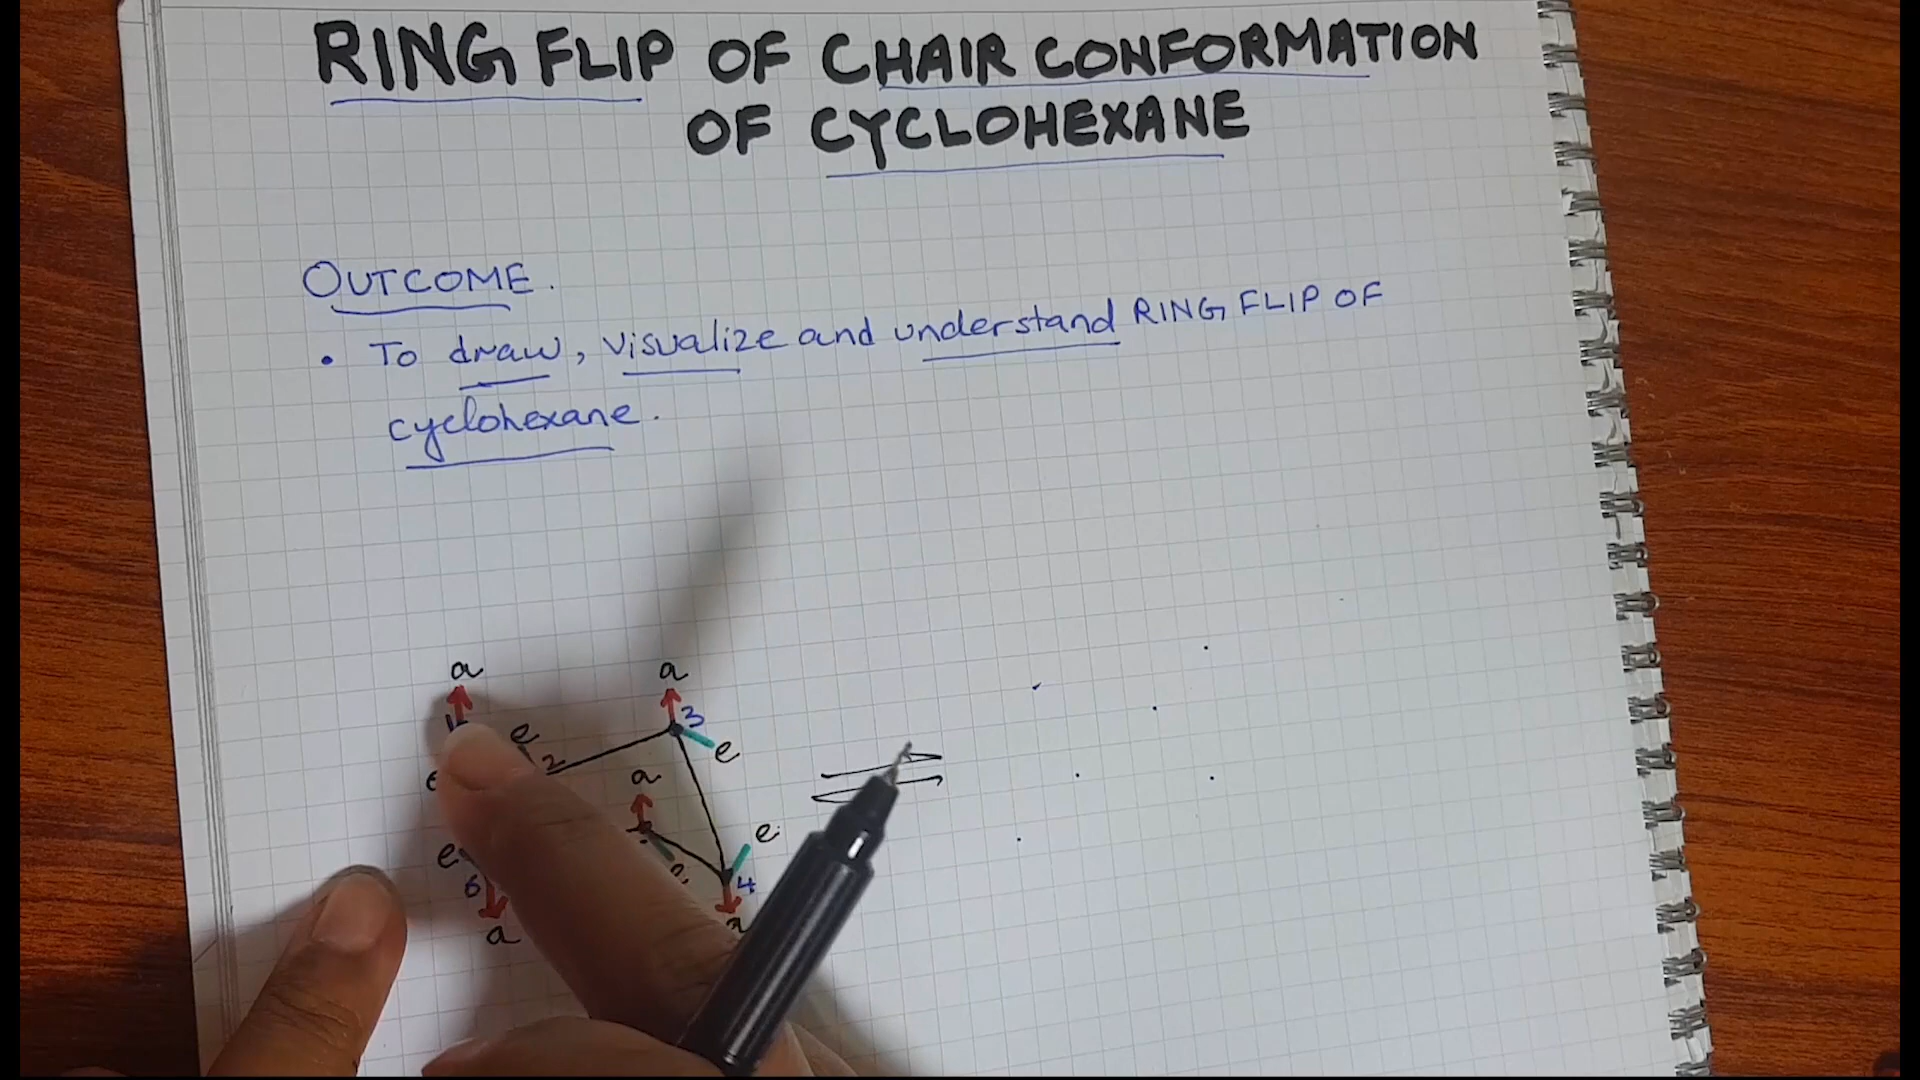 RING FLIP OF CHAIR CONFORMATION
OF CYCLOHEXANE
OUTCOME.
• To draw, visualize and understand RING FLIP OF
cyclohexane.
a a
1 3
e 2 e
e a
e e
6 4
a